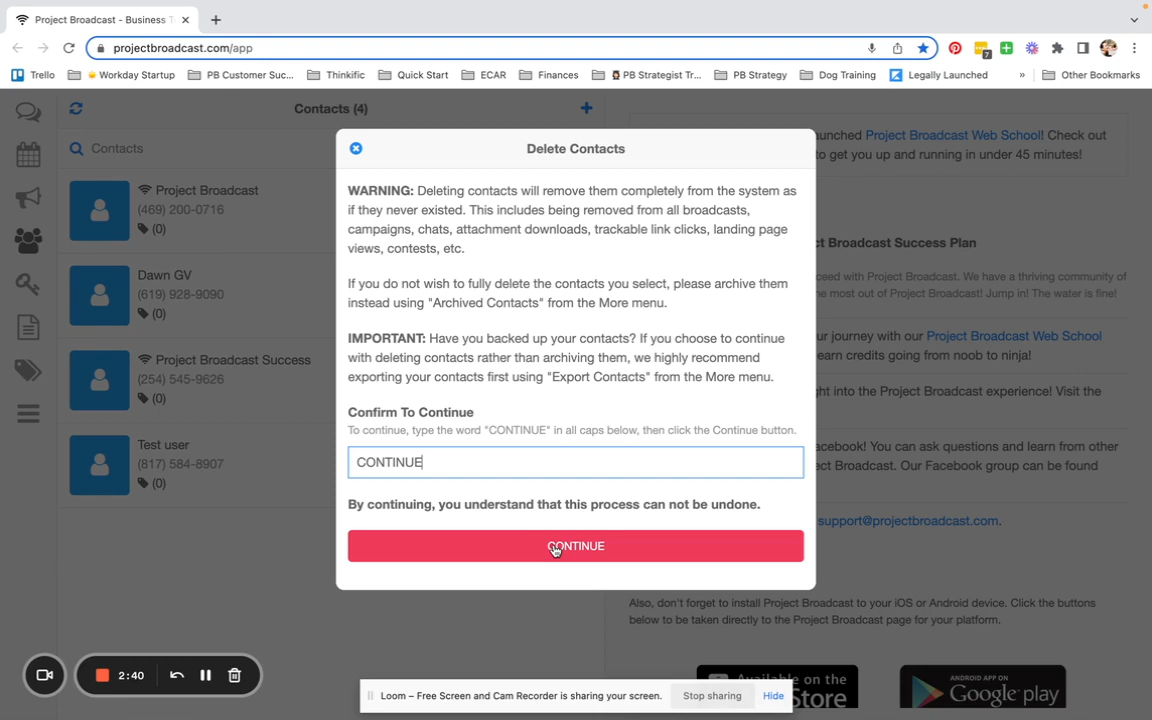 Project Broadcast - Business T
projectbroadcast.com/app
7
Trello
Workday Startup
PB Customer Suc...
Thinkific
Quick Start
ECAR
Finances
PB Strategist Tr...
PB Strategy
Dog Training
Legally Launched
»
Other Bookmarks
Contacts (4)
Contacts
Project Broadcast
(469) 200-0716
(0)
Dawn GV
(619) 928-9090
(0)
Project Broadcast Success
(254) 545-9626
(0)
Test user
(817) 584-8907
(0)
Delete Contacts
WARNING: Deleting contacts will remove them completely from the system as
if they never existed. This includes being removed from all broadcasts,
campaigns, chats, attachment downloads, trackable link clicks, landing page
views, contests, etc.
If you do not wish to fully delete the contacts you select, please archive them
instead using "Archived Contacts" from the More menu.
IMPORTANT: Have you backed up your contacts? If you choose to continue
with deleting contacts rather than archiving them, we highly recommend
exporting your contacts first using "Export Contacts" from the More menu.
Confirm To Continue
To continue, type the word "CONTINUE" in all caps below, then click the Continue button.
CONTINUE
By continuing, you understand that this process can not be undone.
CONTINUE
unched Project Broadcast Web School! Check out
to get you up and running in under 45 minutes!
ct Broadcast Success Plan
ceed with Project Broadcast. We have a thriving community of
he most out of Project Broadcast! Jump in! The water is fine!
ur journey with our Project Broadcast Web School
earn credits going from noob to ninja!
ght into the Project Broadcast experience! Visit the
acebook! You can ask questions and learn from other
ect Broadcast. Our Facebook group can be found
support@projectbroadcast.com.
Also, don't forget to install Project Broadcast to your iOS or Android device. Click the buttons
below to be taken directly to the Project Broadcast page for your platform.
Available on the
Store
ANDROID APP ON
Google play
2:40
Loom – Free Screen and Cam Recorder is sharing your screen.
Stop sharing
Hide